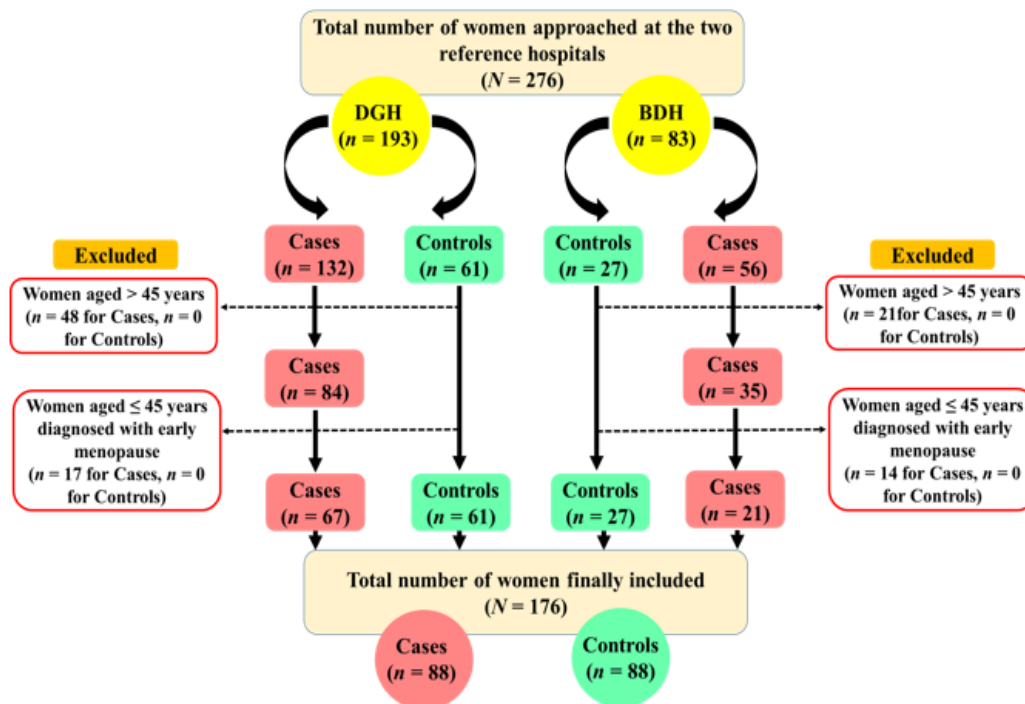 Total number of women approached at the two
reference hospitals
(N = 276)
DGH
(n = 193)
BDH
(n = 83)
Excluded
Cases
(n = 132)
Controls
(n = 61)
Controls
(n = 27)
Cases
(n = 56)
Excluded
Women aged > 45 years
(n = 48 for Cases, n = 0
for Controls)
Women aged > 45 years
(n = 21for Cases, n = 0
for Controls)
Cases
(n = 84)
Cases
(n = 35)
Women aged ≤ 45 years
diagnosed with early
menopause
(n = 17 for Cases, n = 0
for Controls)
Women aged ≤ 45 years
diagnosed with early
menopause
(n = 14 for Cases, n = 0
for Controls)
Cases
(n = 67)
Controls
(n = 61)
Controls
(n = 27)
Cases
(n = 21)
Total number of women finally included
(N = 176)
Cases
(n = 88)
Controls
(n = 88)